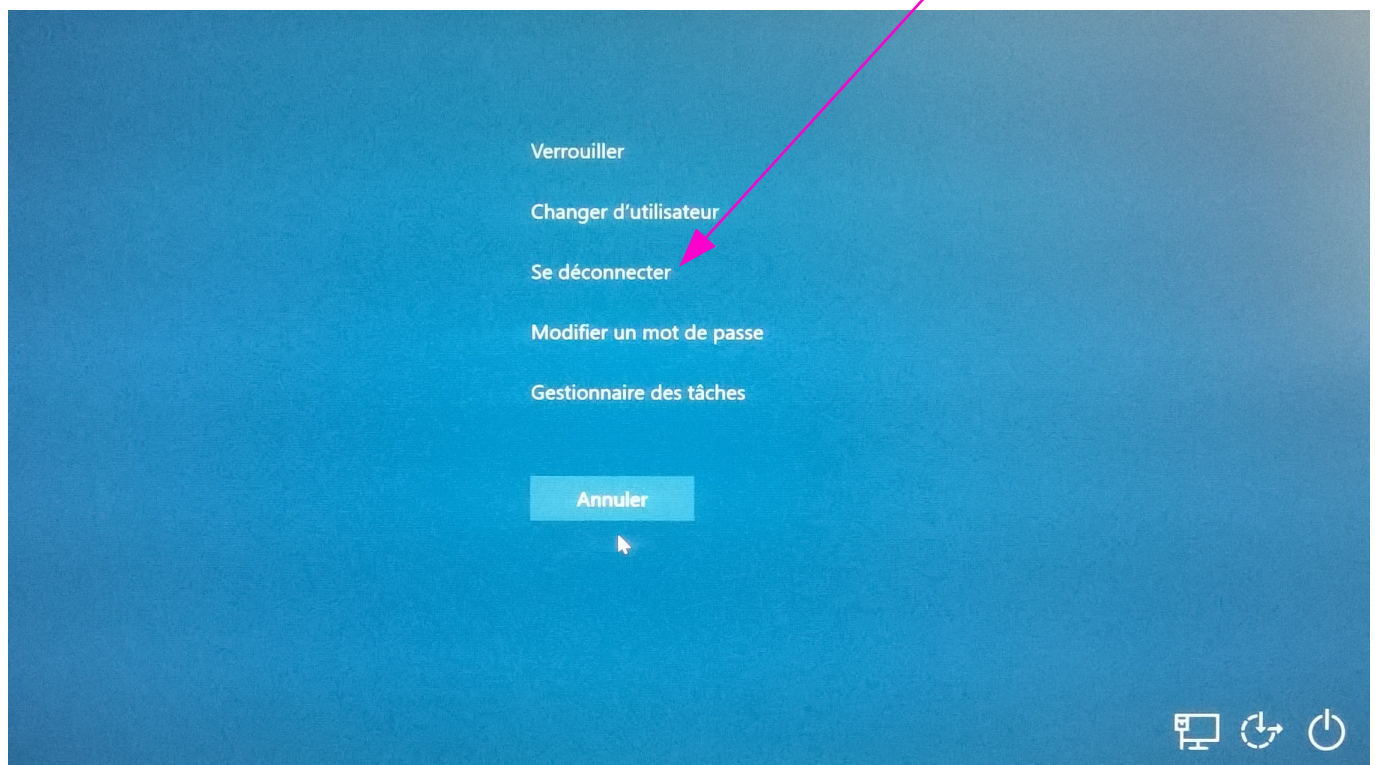 Verrouiller
Changer d’utilisateur
Se déconnecter
Modifier un mot de passe
Gestionnaire des tâches
Annuler